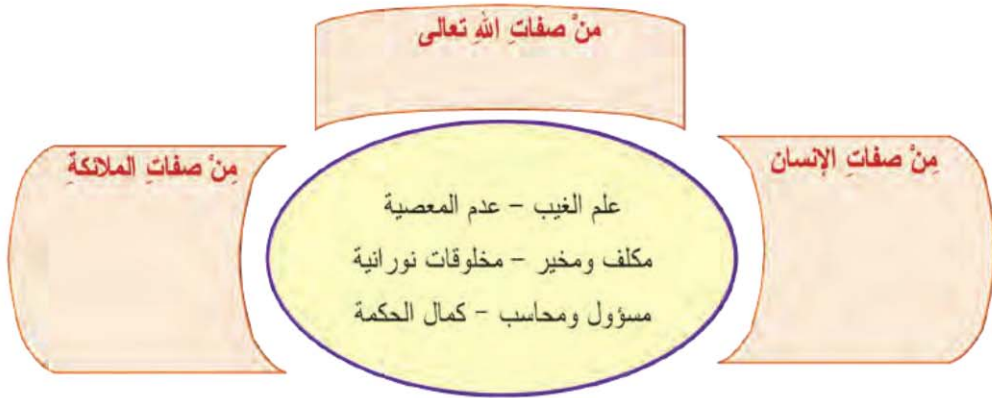 منْ صفاتِ اللهِ تعالى
مِنْ صفاتِ الإنسان
علم الغيب – عدم المعصية
مكلف ومخير – مخلوقات نورانية
مسؤول ومحاسب – كمال الحكمة
مِنْ صفاتِ الملائكةِ